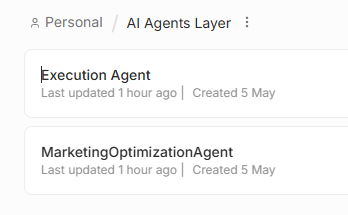 Personal / AI Agents Layer
Execution Agent
Last updated 1 hour ago | Created 5 May
MarketingOptimizationAgent
Last updated 1 hour ago | Created 5 May